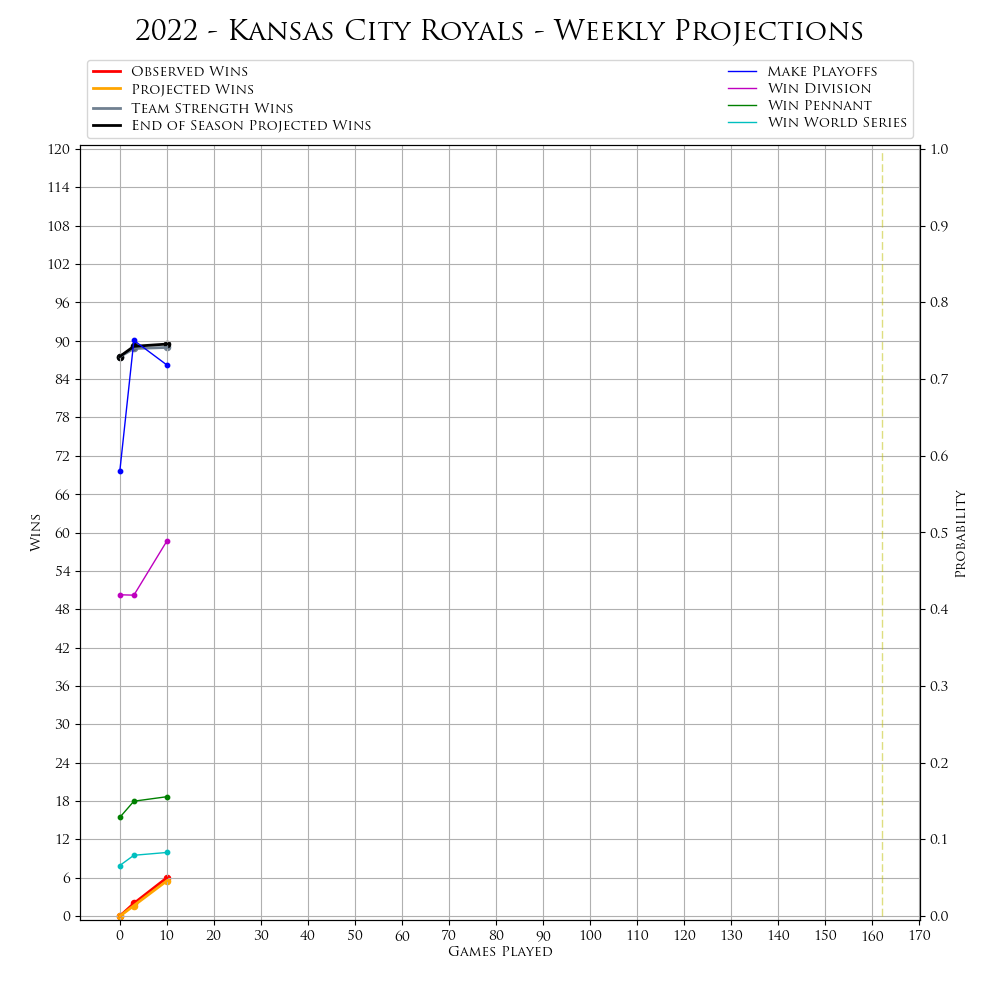 2022 - Kansas City Royals - Weekly Projections
Observed Wins
Projected Wins
Team Strength Wins
End of Season Projected Wins
Make Playoffs
Win Division
Win Pennant
Win World Series
120
114
108
102
96
90
84
78
72
66
60
54
48
42
36
30
24
18
12
6
0
Wins
1.0
0.9
0.8
0.7
0.6
0.5
0.4
0.3
0.2
0.1
0.0
Probability
0 10 20 30 40 50 60 70 80 90 100 110 120 130 140 150 160 170
Games Played